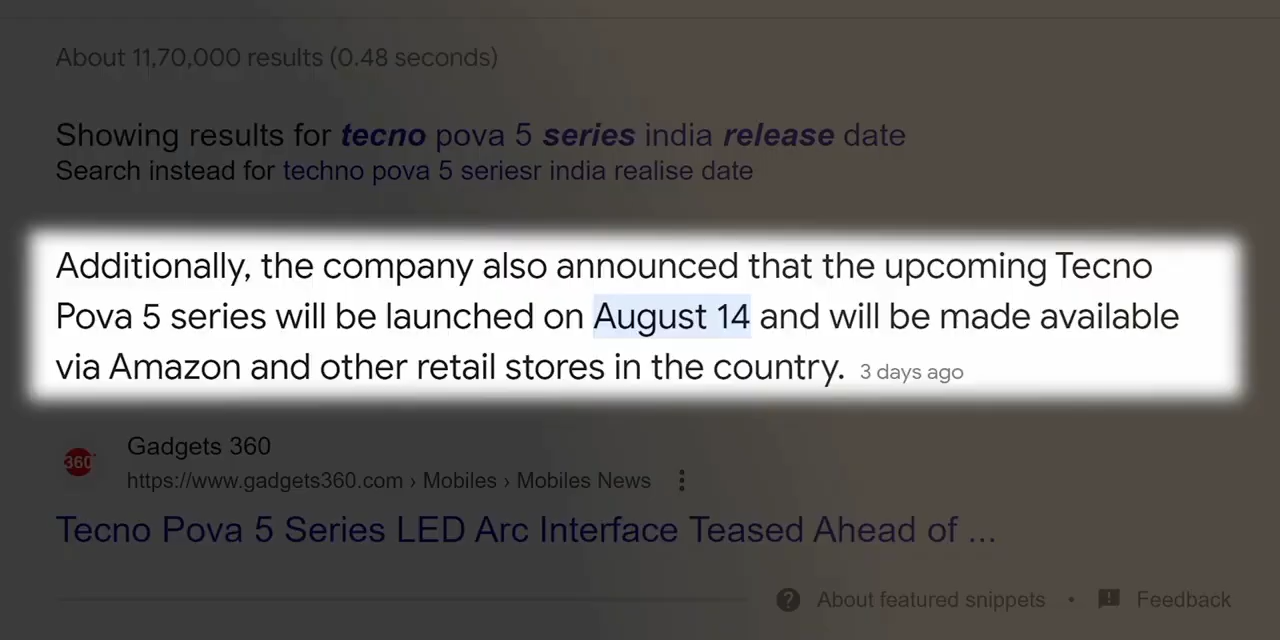 About 11,70,000 results (0.48 seconds)
Showing results for tecno pova 5 series india release date
Search instead for techno pova 5 seriesr india realise date
Additionally, the company also announced that the upcoming Tecno
Pova 5 series will be launched on August 14 and will be made available
via Amazon and other retail stores in the country. 3 days ago
360
Gadgets 360
https://www.gadgets360.com › Mobiles › Mobiles News
Tecno Pova 5 Series LED Arc Interface Teased Ahead of ...
About featured snippets • Feedback